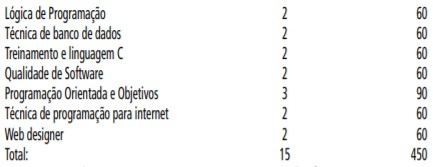 Lógica de Programação 2 60
Técnica de banco de dados 2 60
Treinamento e linguagem C 2 60
Qualidade de Software 2 60
Programação Orientada e Objetivos 3 90
Técnica de programação para internet 2 60
Web designer 2 60
Total: 15 450